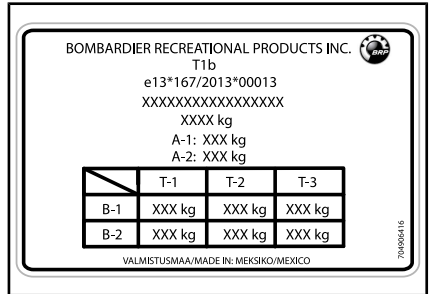 BOMBARDIER RECREATIONAL PRODUCTS INC.
BRP
T1b
e13*167/2013*00013
XXXXXXXXXXXXXXXXX
XXXX kg
A-1: XXX kg
A-2: XXX kg
T-1 T-2 T-3
B-1 XXX kg XXX kg XXX kg
B-2 XXX kg XXX kg XXX kg
VALMISTUSMAA/MADE IN: MEKSIKO/MEXICO
704906416